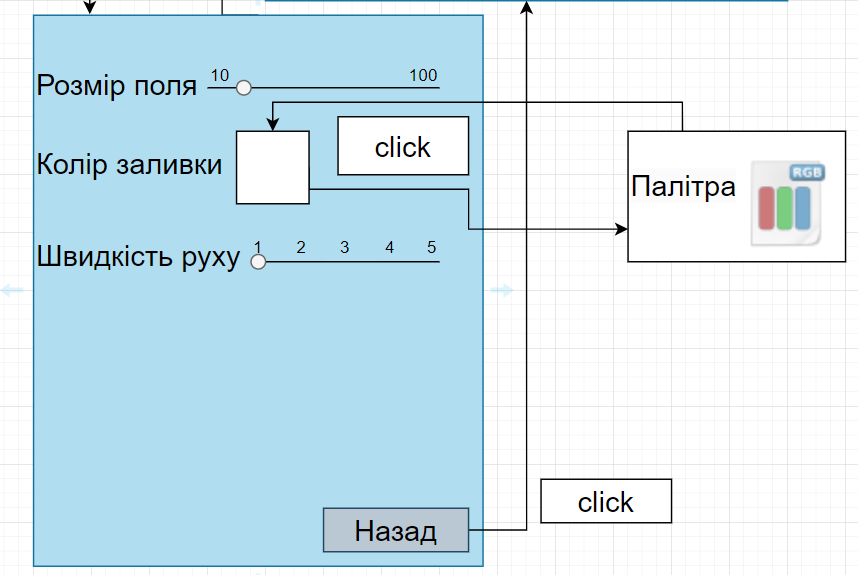 10 100
Розмір поля
click
Колір заливки
RGB
Палітра
1 2 3 4 5
Швидкість руху
click
Назад